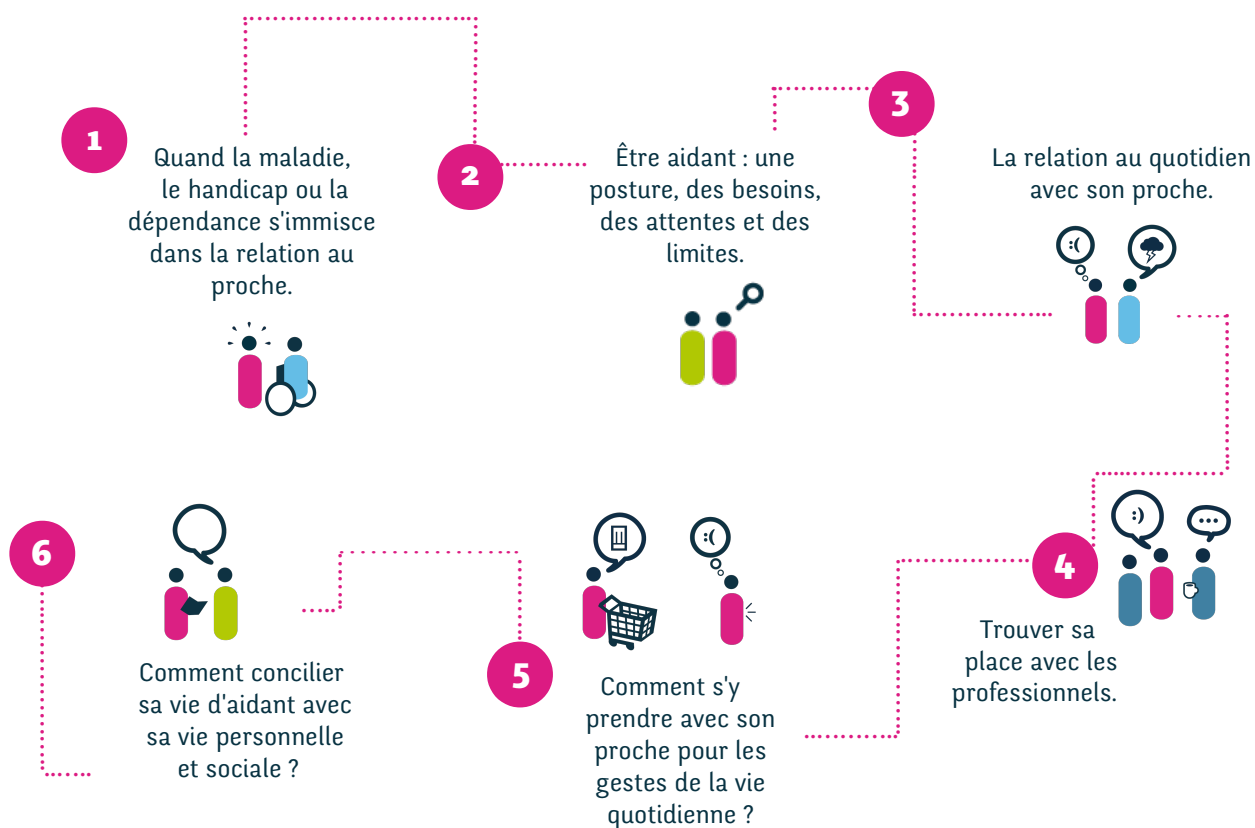 1
Quand la maladie,
le handicap ou la
dépendance s'immisce
dans la relation au
proche.
2
Être aidant : une
posture, des besoins,
des attentes et des
limites.
3
La relation au quotidien
avec son proche.
:(
4
:)
Trouver sa
place avec les
professionnels.
5
:(
Comment s'y
prendre avec son
proche pour les
gestes de la vie
quotidienne ?
6
Comment concilier
sa vie d'aidant avec
sa vie personnelle
et sociale ?